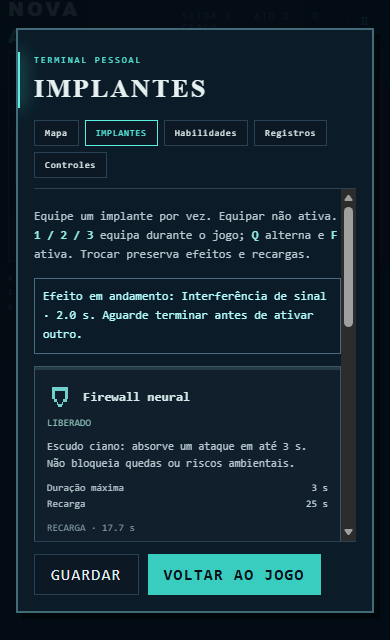 NOVA
TERMINAL PESSOAL
IMPLANTES
Mapa
IMPLANTES
Habilidades
Registros
Controles
Equipe um implante por vez. Equipar não ativa.
1 / 2 / 3 equipa durante o jogo; Q alterna e F
ativa. Trocar preserva efeitos e recargas.
Efeito em andamento: Interferência de sinal
· 2.0 s. Aguarde terminar antes de ativar
outro.
Firewall neural
LIBERADO
Escudo ciano: absorve um ataque em até 3 s.
Não bloqueia quedas ou riscos ambientais.
Duração máxima 3 s
Recarga 25 s
RECARGA · 17.7 s
GUARDAR
VOLTAR AO JOGO